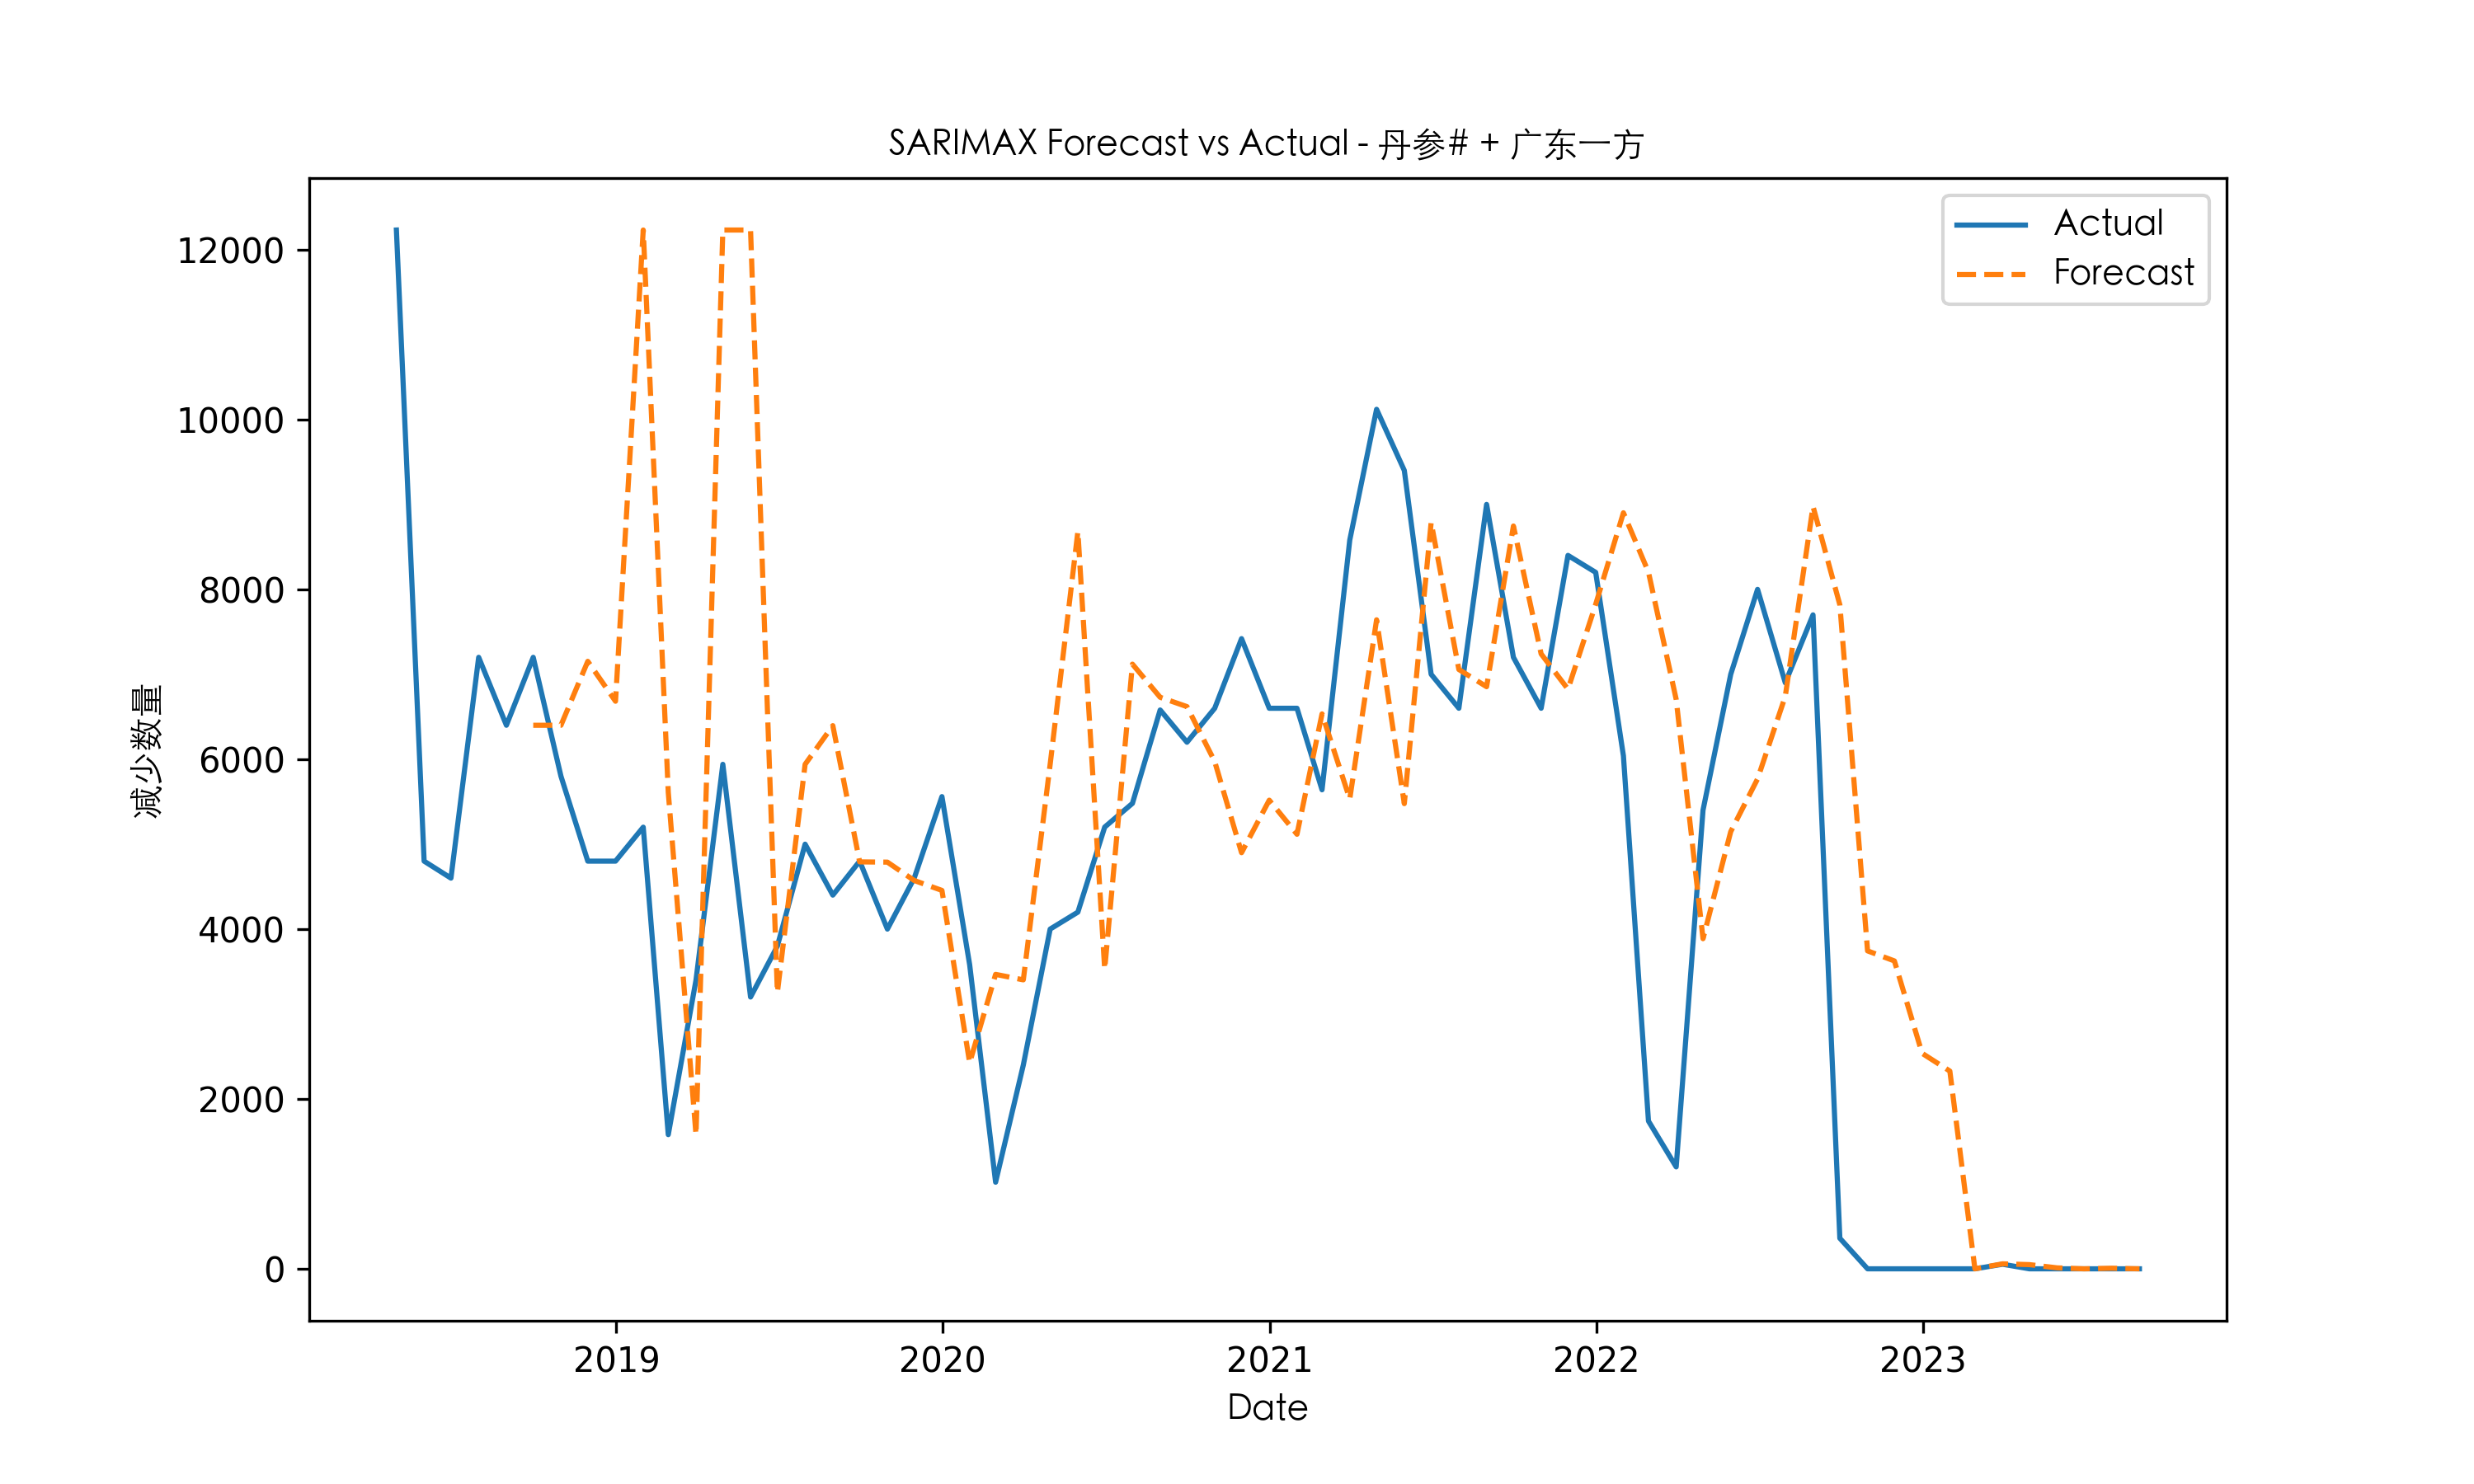 SARIMAX Forecast vs Actual - 丹参# + 广东一方
Actual
Forecast
减少数量
12000
10000
8000
6000
4000
2000
0
2019 2020 2021 2022 2023
Date